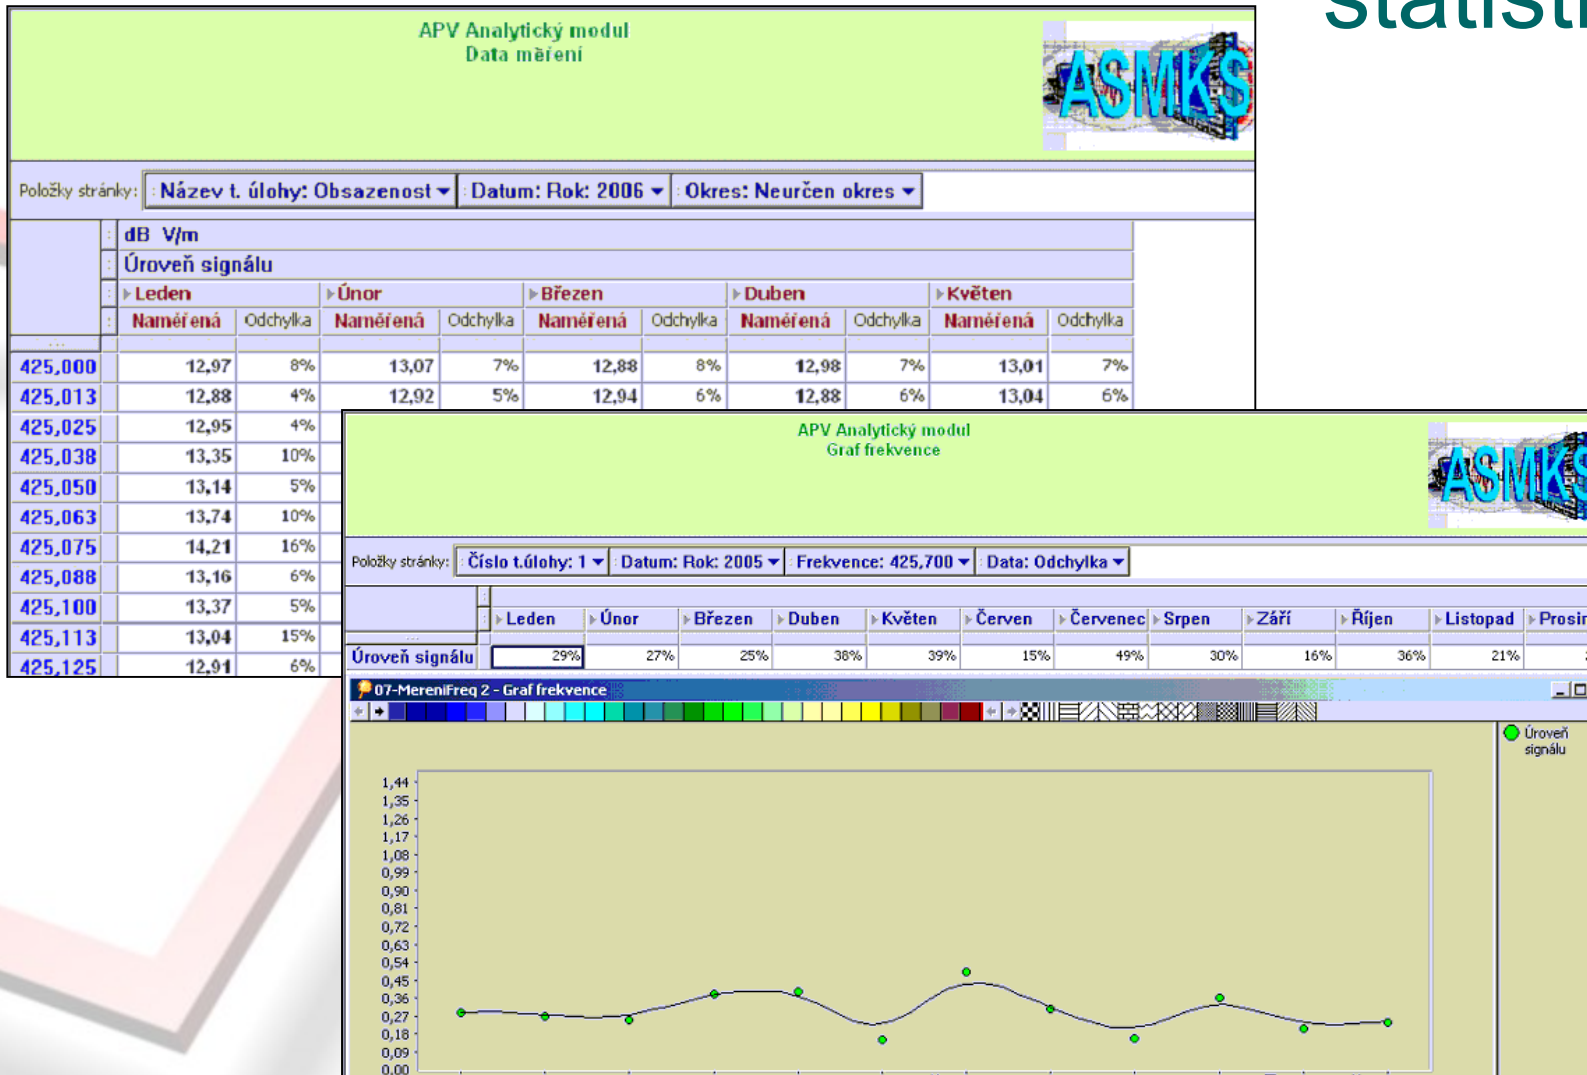 APV Analytický modul
Data měření
ASMKS
Položky stránky: Název t. úlohy: Obsazenost Datum: Rok: 2006 Okres: Neurčen okres
dB V/m
Úroveň signálu
Leden Únor Březen Duben Květen
Naměřená Odchylka Naměřená Odchylka Naměřená Odchylka Naměřená Odchylka Naměřená Odchylka
...
425,000 12,97 8% 13,07 7% 12,88 8% 12,98 7% 13,01 7%
425,013 12,88 4% 12,92 5% 12,94 6% 12,88 6% 13,04 6%
425,025 12,95 4%
425,038 13,35 10%
425,050 13,14 5%
425,063 13,74 10%
425,075 14,21 16%
425,088 13,16 6%
425,100 13,37 5%
425,113 13,04 15%
425,125 12,91 6%
APV Analytický modul
Graf frekvence
ASMKS
Položky stránky: Číslo t.úlohy: 1 Datum: Rok: 2005 Frekvence: 425,700 Data: Odchylka
Leden Únor Březen Duben Květen Červen Červenec Srpen Září Říjen Listopad
...
Úroveň signálu 29% 27% 25% 38% 39% 15% 49% 30% 16% 36% 21%
07-MereniFreq 2 - Graf frekvence
Úroveň
signálu
1,44
1,35
1,26
1,17
1,08
0,99
0,90
0,81
0,72
0,63
0,54
0,45
0,36
0,27
0,18
0,09
0,00